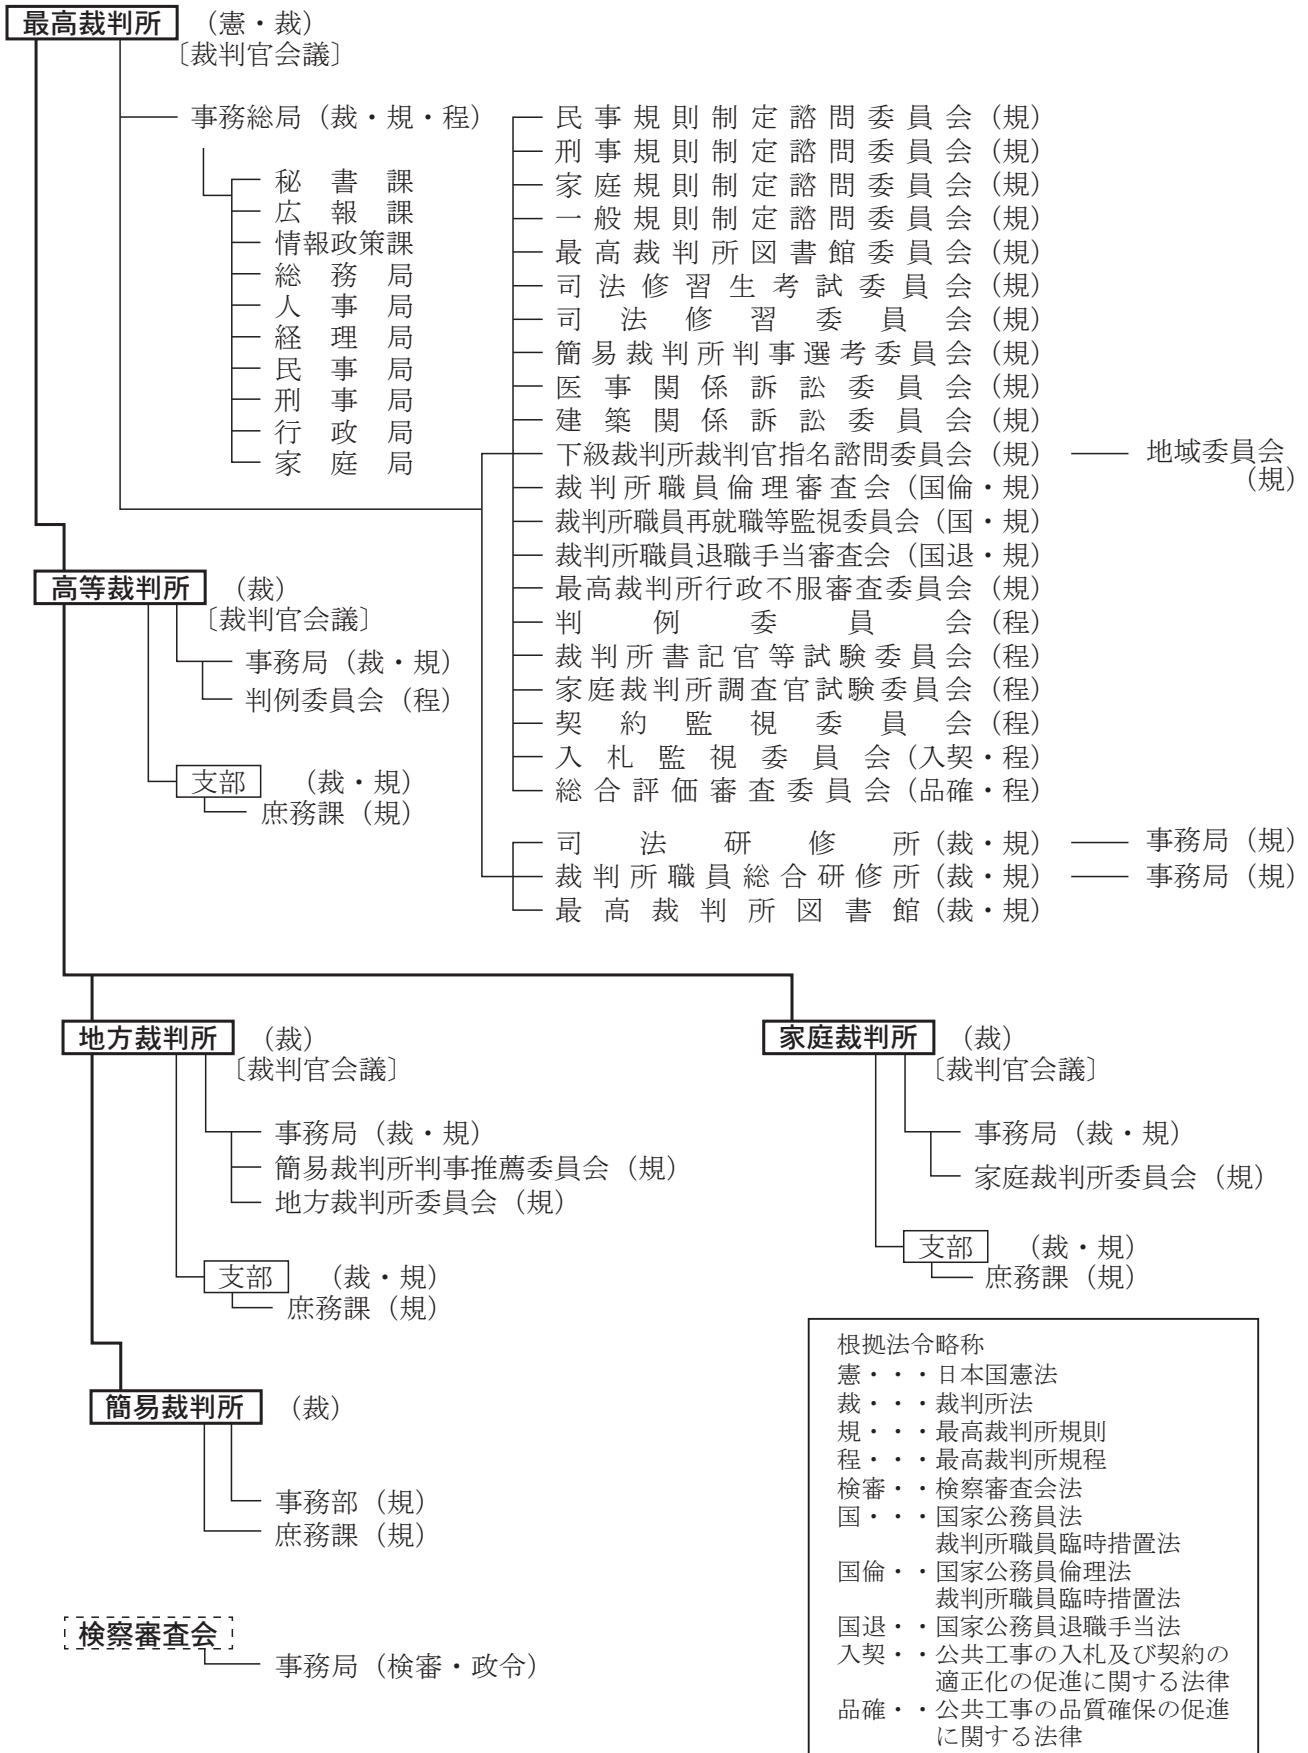 最高裁判所 （憲・裁）
〔裁判官会議〕
事務総局（裁・規・程）
秘書課
広報課
情報政策課
総務局
人事局
経理局
民事局
刑事局
行政局
家庭局
民事規則制定諮問委員会（規）
刑事規則制定諮問委員会（規）
家庭規則制定諮問委員会（規）
一般規則制定諮問委員会（規）
最高裁判所図書館委員会（規）
司法修習生考試委員会（規）
司法修習委員会（規）
簡易裁判所判事選考委員会（規）
医事関係訴訟委員会（規）
建築関係訴訟委員会（規）
下級裁判所裁判官指名諮問委員会（規） 地域委員会
（規）
裁判所職員倫理審査会（国倫・規）
裁判所職員再就職等監視委員会（国・規）
裁判所職員退職手当審査会（国退・規）
最高裁判所行政不服審査委員会（規）
判例委員会（程）
裁判所書記官等試験委員会（程）
家庭裁判所調査官試験委員会（程）
契約監視委員会（程）
入札監視委員会（入契・程）
総合評価審査委員会（品確・程）
司法研修所（裁・規） 事務局（規）
裁判所職員総合研修所（裁・規） 事務局（規）
最高裁判所図書館（裁・規）
高等裁判所 （裁）
〔裁判官会議〕
事務局（裁・規）
判例委員会（程）
支部 （裁・規）
庶務課（規）
地方裁判所 （裁）
〔裁判官会議〕
事務局（裁・規）
簡易裁判所判事推薦委員会（規）
地方裁判所委員会（規）
支部 （裁・規）
庶務課（規）
家庭裁判所 （裁）
〔裁判官会議〕
事務局（裁・規）
家庭裁判所委員会（規）
支部 （裁・規）
庶務課（規）
簡易裁判所 （裁）
事務部（規）
庶務課（規）
検察審査会
事務局（検審・政令）
根拠法令略称
憲・・・日本国憲法
裁・・・裁判所法
規・・・最高裁判所規則
程・・・最高裁判所規程
検審・・検察審査会法
国・・・国家公務員法
裁判所職員臨時措置法
国倫・・国家公務員倫理法
裁判所職員臨時措置法
国退・・国家公務員退職手当法
入契・・公共工事の入札及び契約の
適正化の促進に関する法律
品確・・公共工事の品質確保の促進
に関する法律